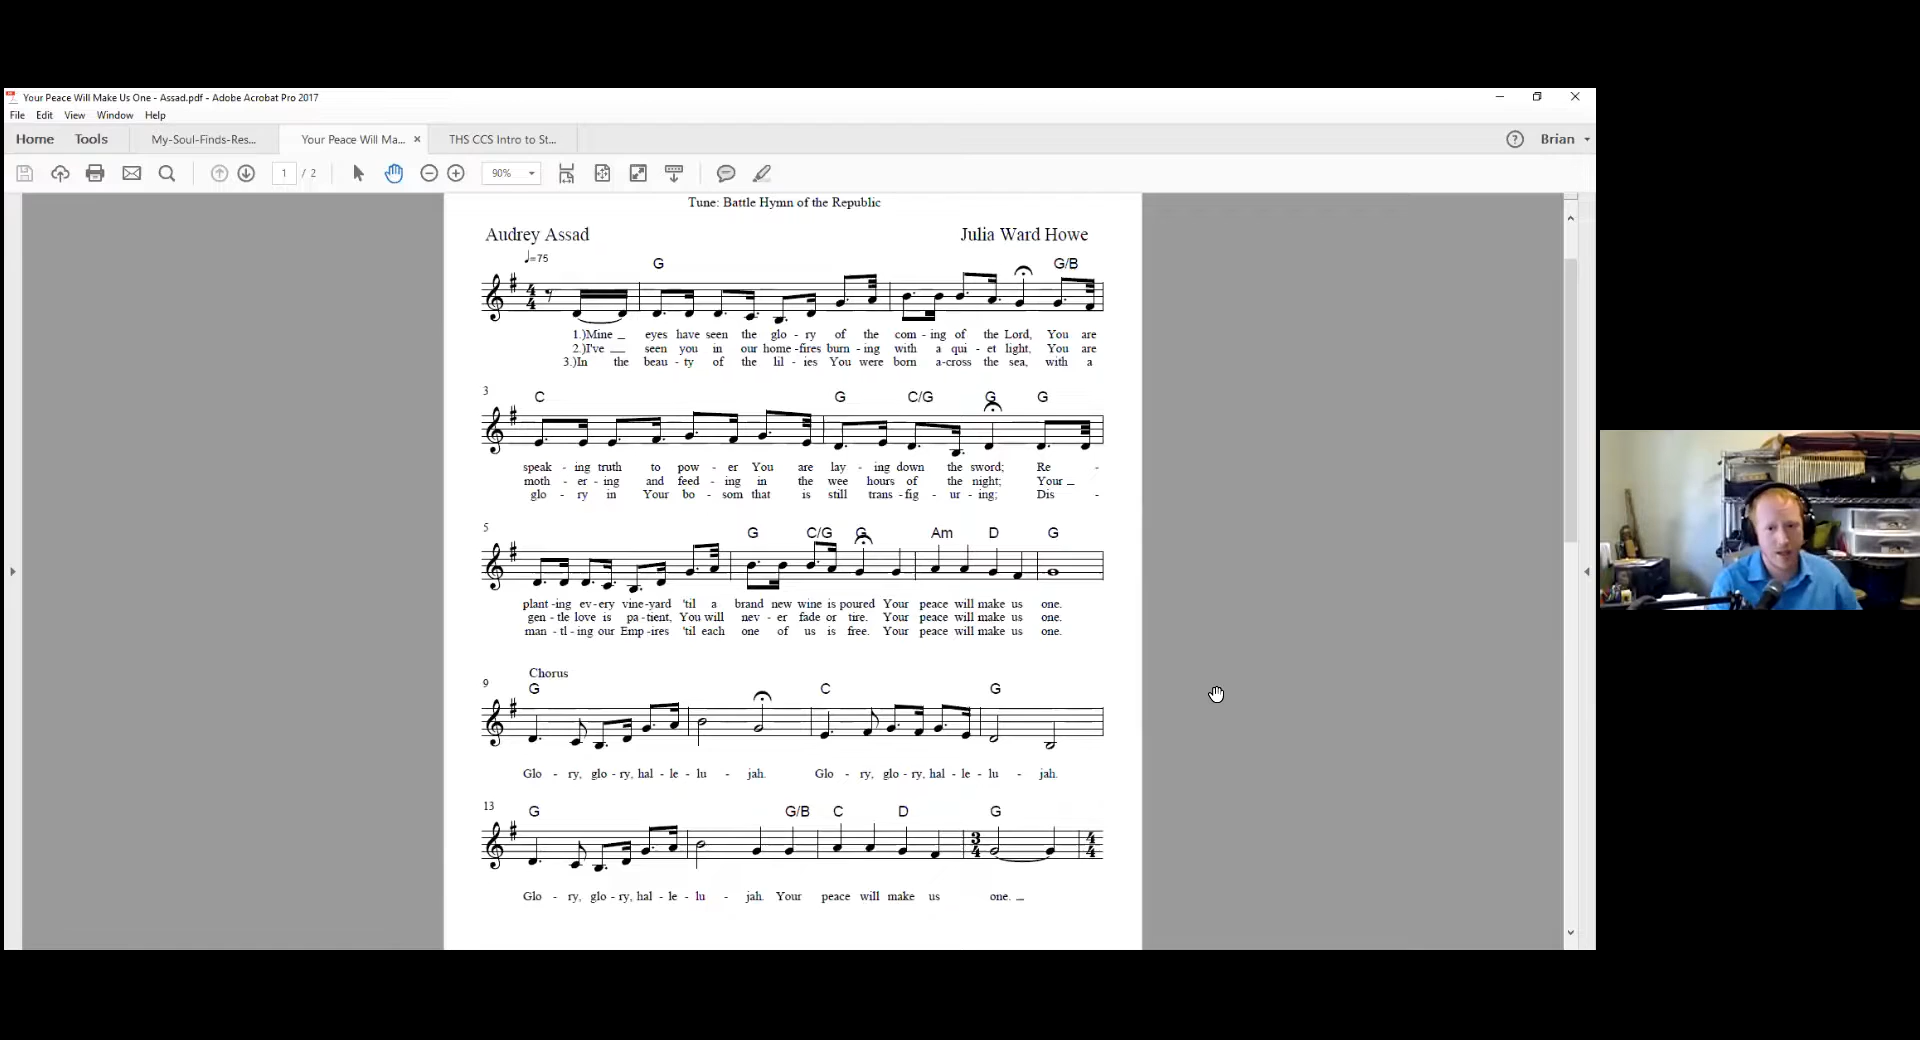 Your Peace Will Make Us One - Assad.pdf - Adobe Acrobat Pro 2017
File Edit View Window Help
Home Tools My-Soul-Finds-Res... Your Peace Will Ma... × THS CCS Intro to St... Brian
1 / 2 90%
Tune: Battle Hymn of the Republic
Audrey Assad Julia Ward Howe
♩=75
G G/B
4/4
1.)Mine _ eyes have seen the glo - ry of the com - ing of the Lord, You are
2.)I've _ seen you in our home -fires burn - ing with a qui - et light, You are
3.)In the beau - ty of the lil - ies You were born a-cross the sea, with a
3
C G C/G G G
speak - ing truth to pow - er You are lay - ing down the sword; Re -
moth - er - ing and feed - ing in the wee hours of the night; Your _
glo - ry in Your bo - som that is still trans - fig - ur - ing; Dis -
5
G C/G G Am D G
plant -ing ev-ery vine-yard 'til a brand new wine is poured Your peace will make us one.
gen - tle love is pa-tient, You will nev - er fade or tire. Your peace will make us one.
man - tl - ing our Emp -ires 'til each one of us is free. Your peace will make us one.
Chorus
9
G C G
Glo - ry, glo - ry, hal - le - lu - jah. Glo - ry, glo - ry, hal - le - lu - jah.
13
G G/B C D G
3/4 4/4
Glo - ry, glo - ry, hal - le - lu - jah. Your peace will make us one. _